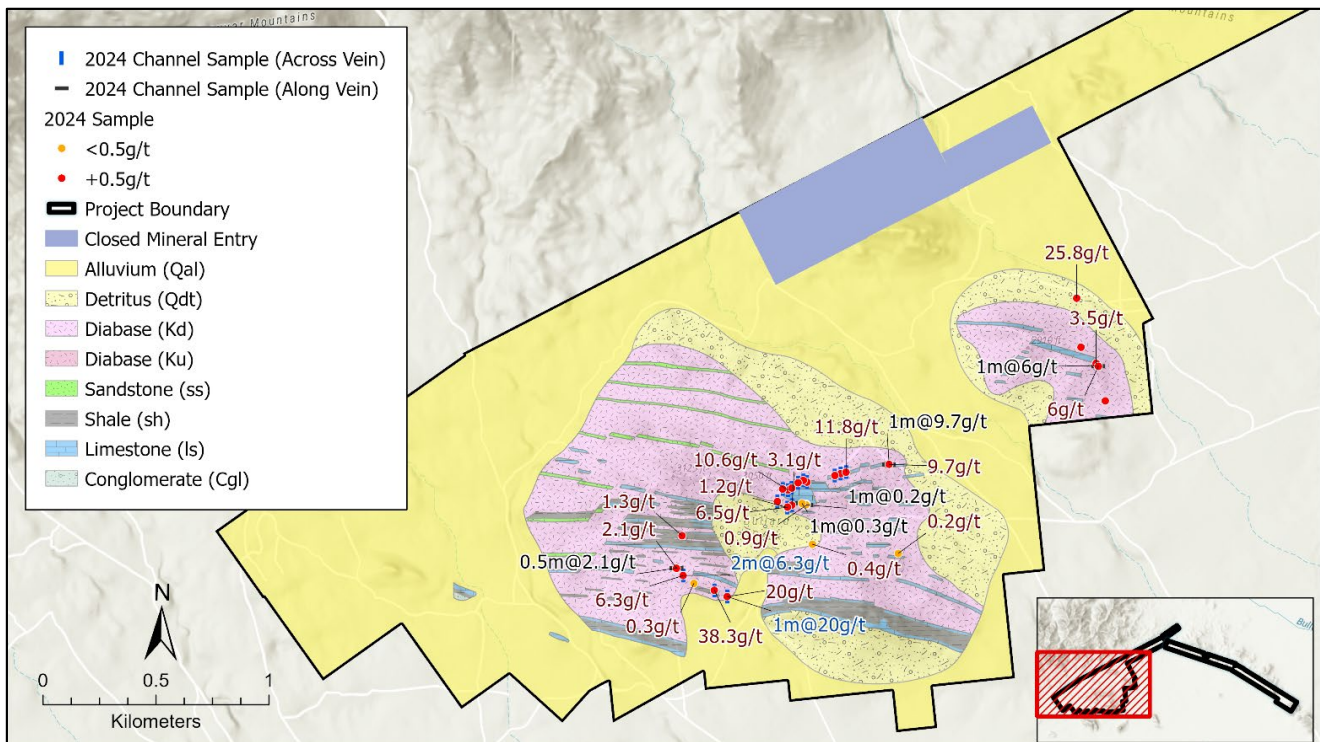 Mountains
Mountains
2024 Channel Sample (Across Vein)
2024 Channel Sample (Along Vein)
2024 Sample
<0.5g/t
+0.5g/t
Project Boundary
Closed Mineral Entry
Alluvium (Qal)
Detritus (Qdt)
Diabase (Kd)
Diabase (Ku)
Sandstone (ss)
Shale (sh)
Limestone (ls)
Conglomerate (Cgl)
25.8g/t
3.5g/t
1m@6g/t
6g/t
11.8g/t
1m@9.7g/t
10.6g/t
3.1g/t
9.7g/t
1.2g/t
1m@0.2g/t
1.3g/t
6.5g/t
1m@0.3g/t
0.2g/t
2.1g/t
0.9g/t
0.5m@2.1g/t
2m@6.3g/t
0.4g/t
6.3g/t
20g/t
0.3g/t
1m@20g/t
38.3g/t
N
0 0.5 1
Kilometers